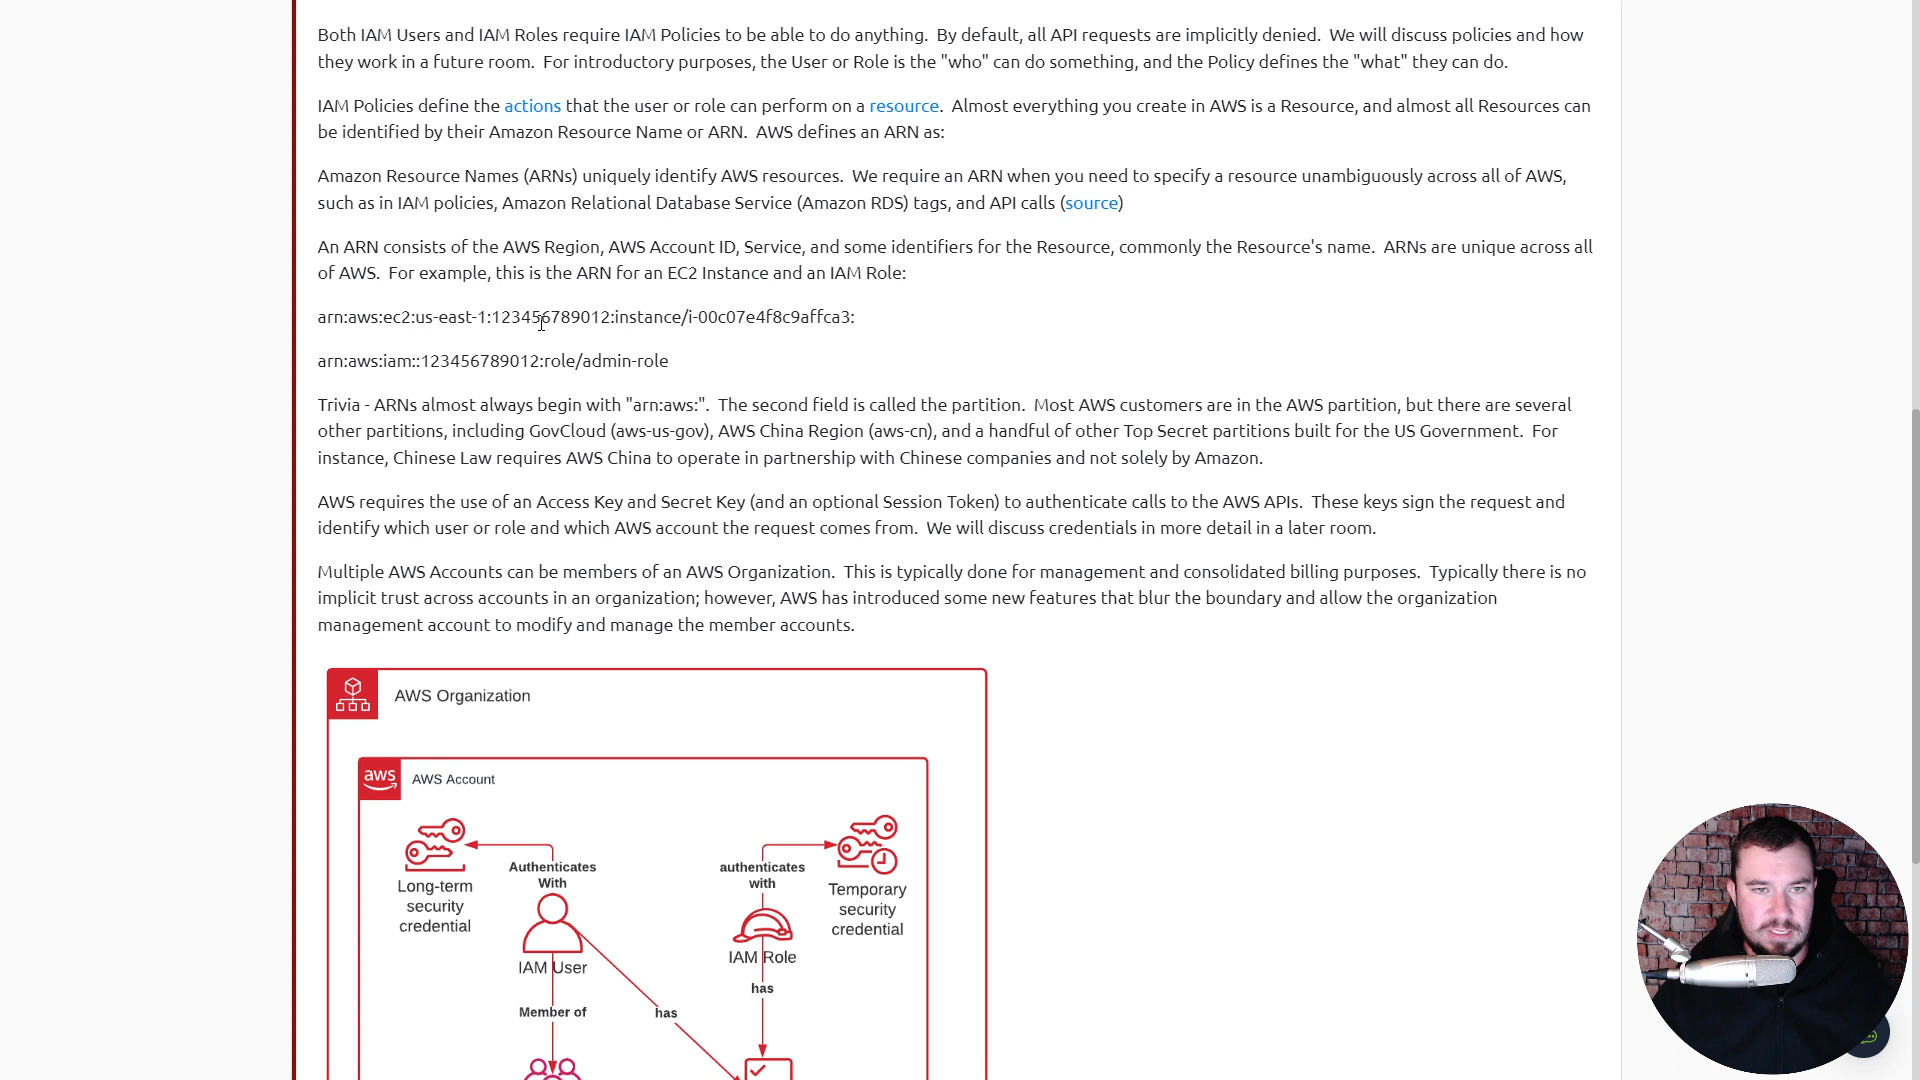 Both IAM Users and IAM Roles require IAM Policies to be able to do anything.  By default, all API requests are implicitly denied.  We will discuss policies and how
they work in a future room.  For introductory purposes, the User or Role is the "who" can do something, and the Policy defines the "what" they can do.
IAM Policies define the actions that the user or role can perform on a resource.  Almost everything you create in AWS is a Resource, and almost all Resources can
be identified by their Amazon Resource Name or ARN.  AWS defines an ARN as:
Amazon Resource Names (ARNs) uniquely identify AWS resources.  We require an ARN when you need to specify a resource unambiguously across all of AWS,
such as in IAM policies, Amazon Relational Database Service (Amazon RDS) tags, and API calls (source)
An ARN consists of the AWS Region, AWS Account ID, Service, and some identifiers for the Resource, commonly the Resource's name.  ARNs are unique across all
of AWS.  For example, this is the ARN for an EC2 Instance and an IAM Role:
arn:aws:ec2:us-east-1:123456789012:instance/i-00c07e4f8c9affca3:
arn:aws:iam::123456789012:role/admin-role
Trivia - ARNs almost always begin with "arn:aws:".  The second field is called the partition.  Most AWS customers are in the AWS partition, but there are several
other partitions, including GovCloud (aws-us-gov), AWS China Region (aws-cn), and a handful of other Top Secret partitions built for the US Government.  For
instance, Chinese Law requires AWS China to operate in partnership with Chinese companies and not solely by Amazon.
AWS requires the use of an Access Key and Secret Key (and an optional Session Token) to authenticate calls to the AWS APIs.  These keys sign the request and
identify which user or role and which AWS account the request comes from.  We will discuss credentials in more detail in a later room.
Multiple AWS Accounts can be members of an AWS Organization.  This is typically done for management and consolidated billing purposes.  Typically there is no
implicit trust across accounts in an organization; however, AWS has introduced some new features that blur the boundary and allow the organization
management account to modify and manage the member accounts.
AWS Organization
aws
AWS Account
Authenticates
With
authenticates
with
Long-term
security
credential
Temporary
security
credential
IAM User
IAM Role
has
Member of
has